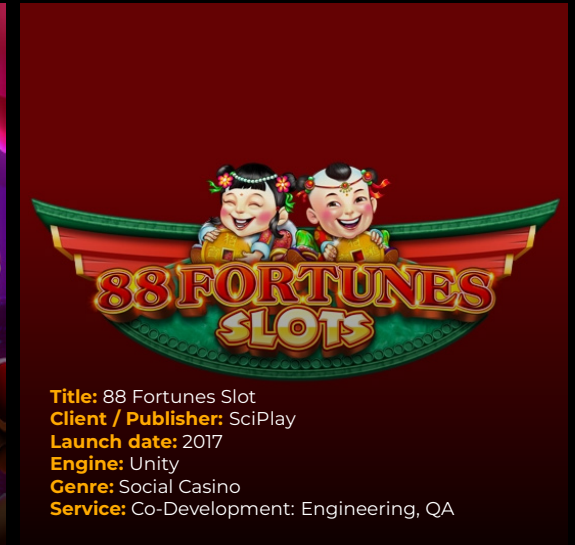 88 FORTUNES
SLOTS
Title: 88 Fortunes Slot
Client / Publisher: SciPlay
Launch date: 2017
Engine: Unity
Genre: Social Casino
Service: Co-Development: Engineering, QA